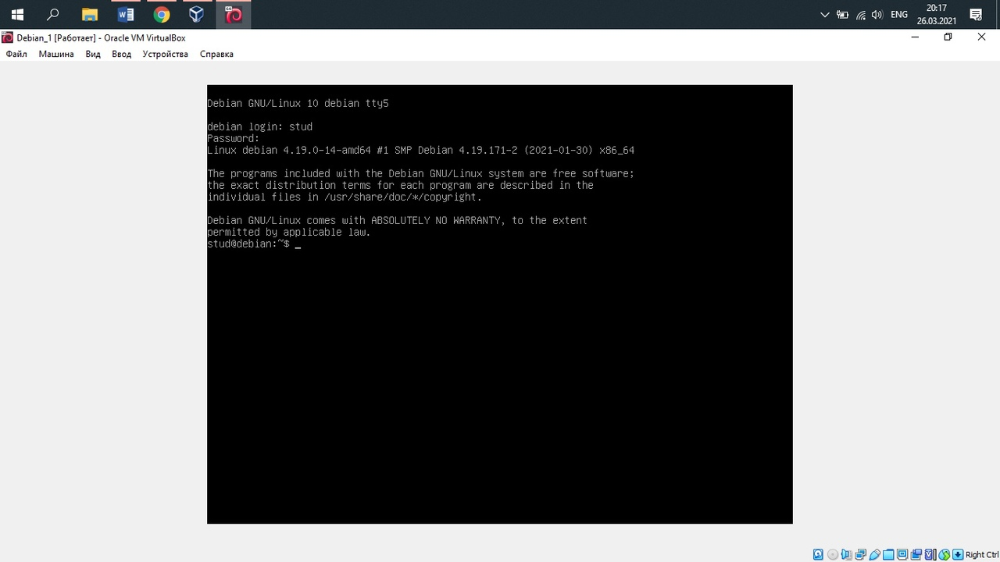 20:17
ENG
26.03.2021
Debian_1 [Работает] - Oracle VM VirtualBox
Файл Машина Вид Ввод Устройства Справка
Debian GNU/Linux 10 debian tty5
debian login: stud
Password:
Linux debian 4.19.0-14-amd64 #1 SMP Debian 4.19.171-2 (2021-01-30) x86_64
The programs included with the Debian GNU/Linux system are free software;
the exact distribution terms for each program are described in the
individual files in /usr/share/doc/*/copyright.
Debian GNU/Linux comes with ABSOLUTELY NO WARRANTY, to the extent
permitted by applicable law.
stud@debian:~$ _
Right Ctrl